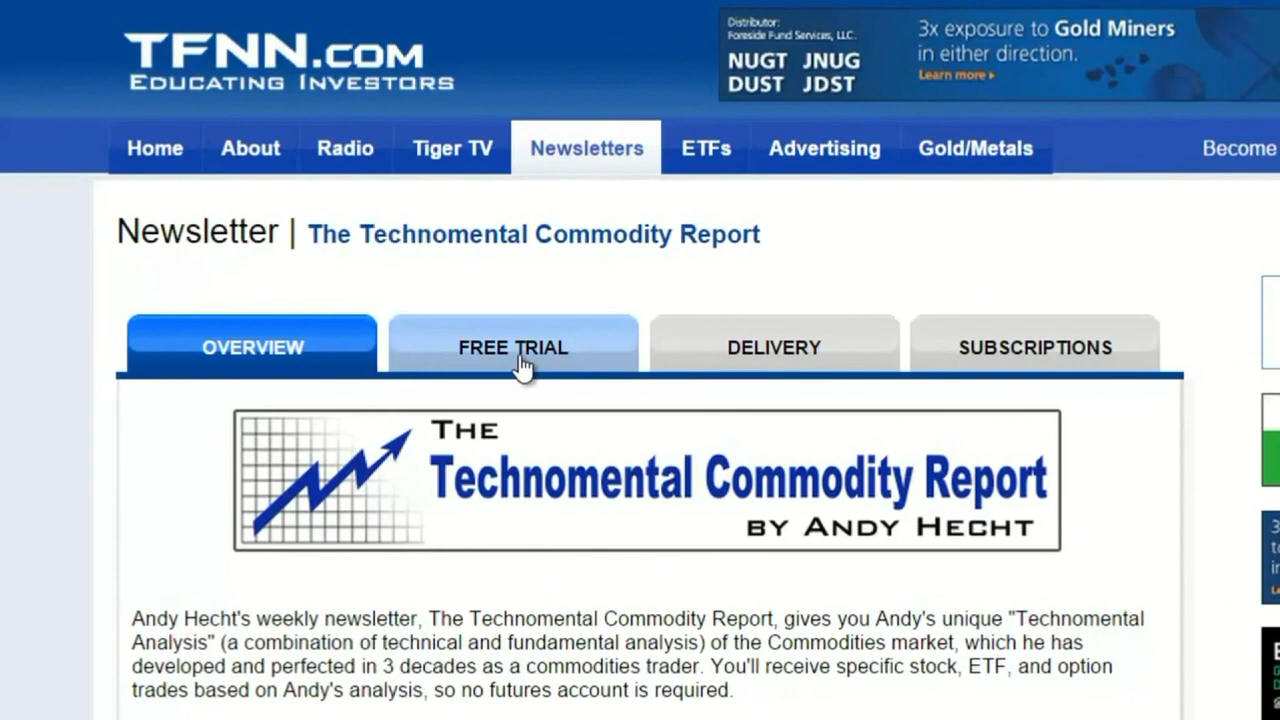 TFNN.COM
EDUCATING INVESTORS
Distributor:
Foreside Fund Services, LLC.
NUGT JNUG
DUST JDST
3x exposure to Gold Miners
in either direction.
Learn more
Home About Radio Tiger TV Newsletters ETFs Advertising Gold/Metals Become
Newsletter | The Technomental Commodity Report
OVERVIEW FREE TRIAL DELIVERY SUBSCRIPTIONS
THE
Technomental Commodity Report
BY ANDY HECHT
Andy Hecht's weekly newsletter, The Technomental Commodity Report, gives you Andy's unique "Technomental
Analysis" (a combination of technical and fundamental analysis) of the Commodities market, which he has
developed and perfected in 3 decades as a commodities trader. You'll receive specific stock, ETF, and option
trades based on Andy's analysis, so no futures account is required.